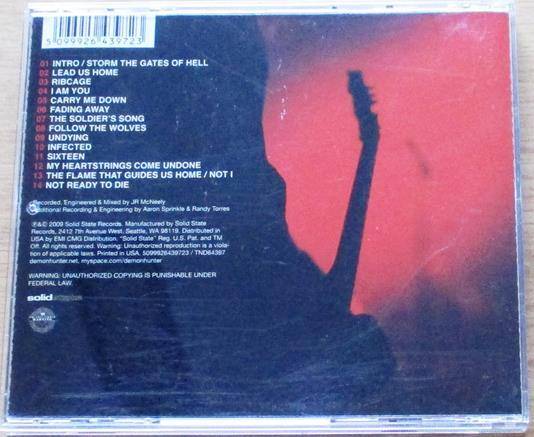 5 099926 439723
01 INTRO / STORM THE GATES OF HELL
02 LEAD US HOME
03 RIBCAGE
04 I AM YOU
05 CARRY ME DOWN
06 FADING AWAY
07 THE SOLDIER'S SONG
08 FOLLOW THE WOLVES
09 UNDYING
10 INFECTED
11 SIXTEEN
12 MY HEARTSTRINGS COME UNDONE
13 THE FLAME THAT GUIDES US HOME / NOT I
14 NOT READY TO DIE
Recorded, Engineered & Mixed by JR McNeely
Additional Recording & Engineering by Aaron Sprinkle & Randy Torres
℗&© 2009 Solid State Records. Manufactured by Solid State
Records, 2412 7th Avenue West, Seattle, WA 98119. Distributed in
USA by EMI CMG Distribution. "Solid State" Reg. U.S. Pat. and TM
Off. All rights reserved. Warning: Unauthorized reproduction is a viola-
tion of applicable laws. Printed in USA. 5099926439723 / TND64397
demonhunter.net, myspace.com/demonhunter
WARNING: UNAUTHORIZED COPYING IS PUNISHABLE UNDER
FEDERAL LAW.
solidstate